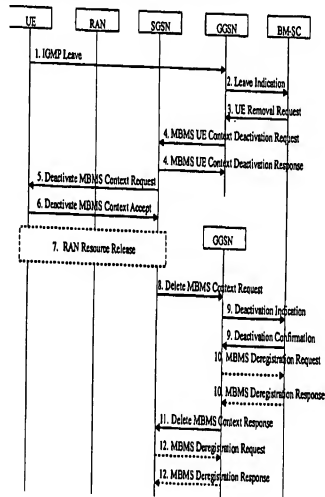 UE RAN SGSN GGSN BM-SC
1. IGMP Leave
2. Leave Indication
3. UE Removal Request
4. MBMS UE Context Deactivation Request
4. MBMS UE Context Deactivation Response
5. Deactivate MBMS Context Request
6. Deactivate MBMS Context Accept
7. RAN Resource Release
GGSN
8. Delete MBMS Context Request
9. Deactivation Indication
9. Deactivation Confirmation
10. MBMS Deregistration Request
10. MBMS Deregistration Response
11. Delete MBMS Context Response
12. MBMS Deregistration Request
12. MBMS Deregistration Response